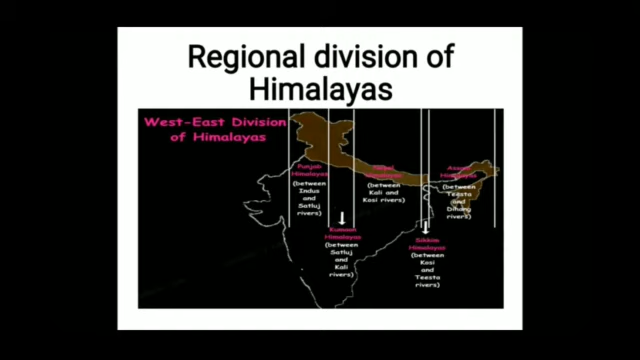 Regional division of
Himalayas
West-East Division
of Himalayas
Punjab
Himalayas
(between
Indus
and
Satluj
rivers)
Kumaon
Himalayas
(between
Satluj
and
Kali
rivers)
Nepal
Himalayas
(between
Kali and
Kasi rivers)
Sikkim
Himalayas
(between
Kasi
and
Teesta
rivers)
Assam
Himalayas
(between
Teesta
and
Dihang
rivers)